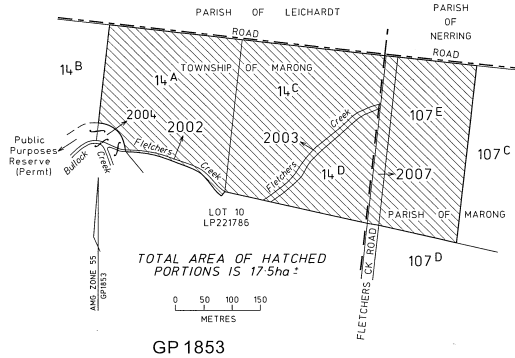 PARISH OF LEICHARDT
PARISH
OF
NERRING
ROAD
ROAD
14B
14A
TOWNSHIP OF MARONG
14C
107E
107C
2004
2002
Fletchers
Creek
2003
Creek
Fletchers
14D
2007
Public
Purposes
Reserve
(Permt)
Bullock
Creek
LOT 10
LP221786
PARISH OF MARONG
107D
FLETCHERS CK ROAD
AMG ZONE 55
GP1853
TOTAL AREA OF HATCHED
PORTIONS IS 17·5ha ±
0 50 100 150
METRES
GP 1853